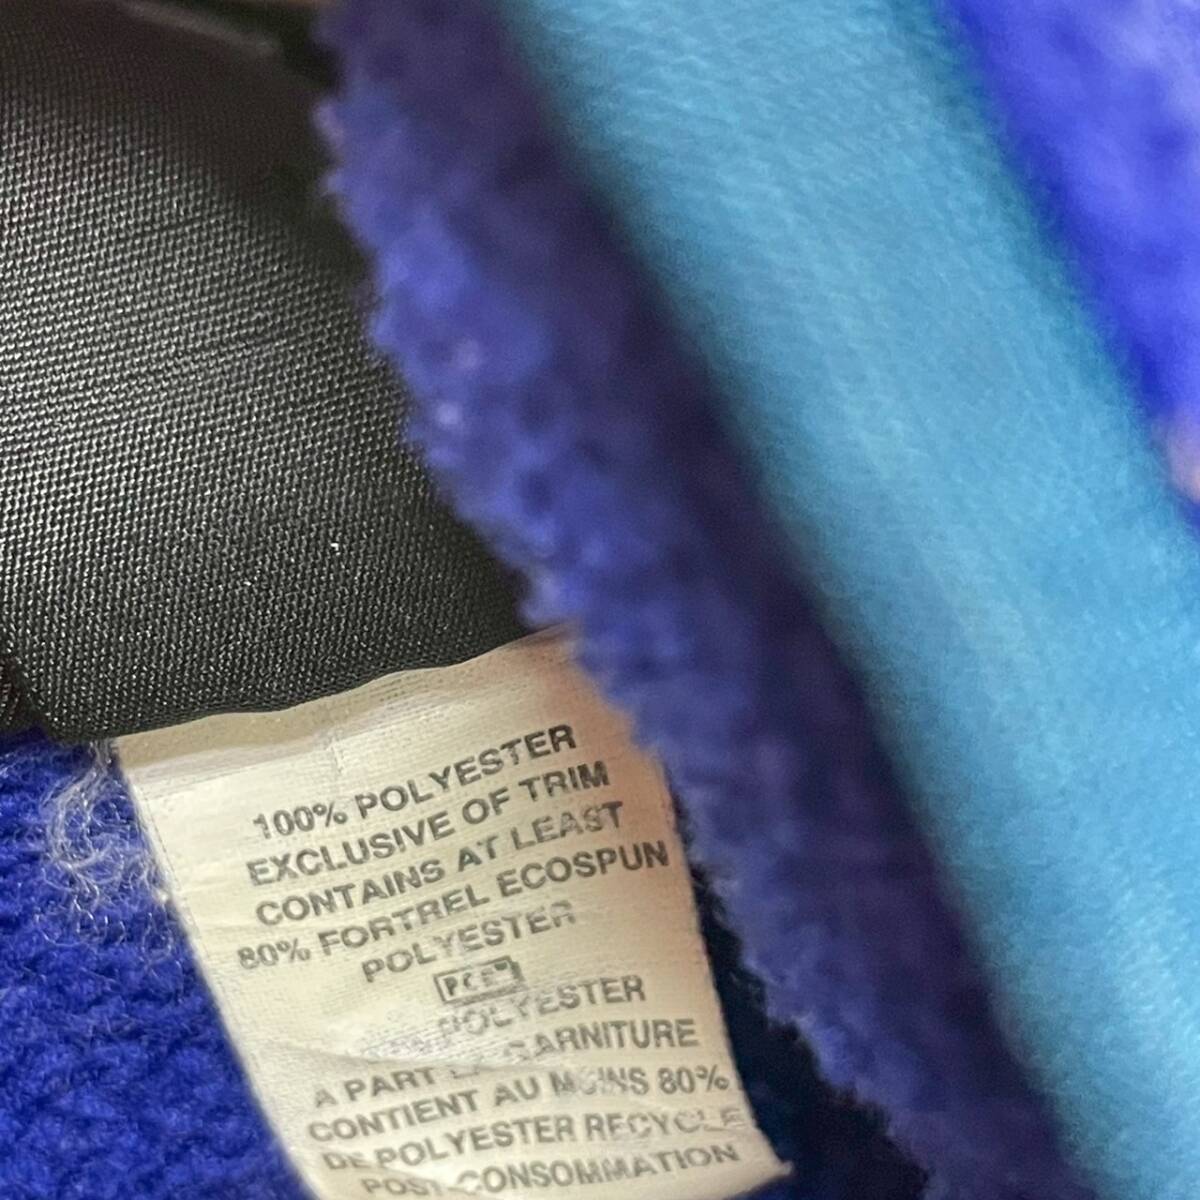 100% POLYESTER
EXCLUSIVE OF TRIM
CONTAINS AT LEAST
80% FORTREL ECOSPUN
POLYESTER
POLYESTER
A PART LA GARNITURE
CONTIENT AU MOINS 80%
DE POLYESTER RECYCLE
POST-CONSOMMATION